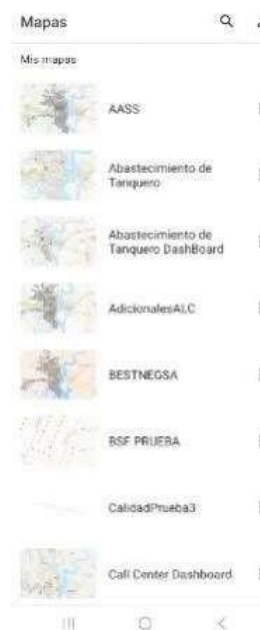 Mapas
Mis mapas
AASS
Abastecimiento de
Tanquero
Abastecimiento de
Tanquero DashBoard
AdicionalesALC
BESTNEGSA
BSF PRUEBA
CalidadPrueba3
Call Center Dashboard